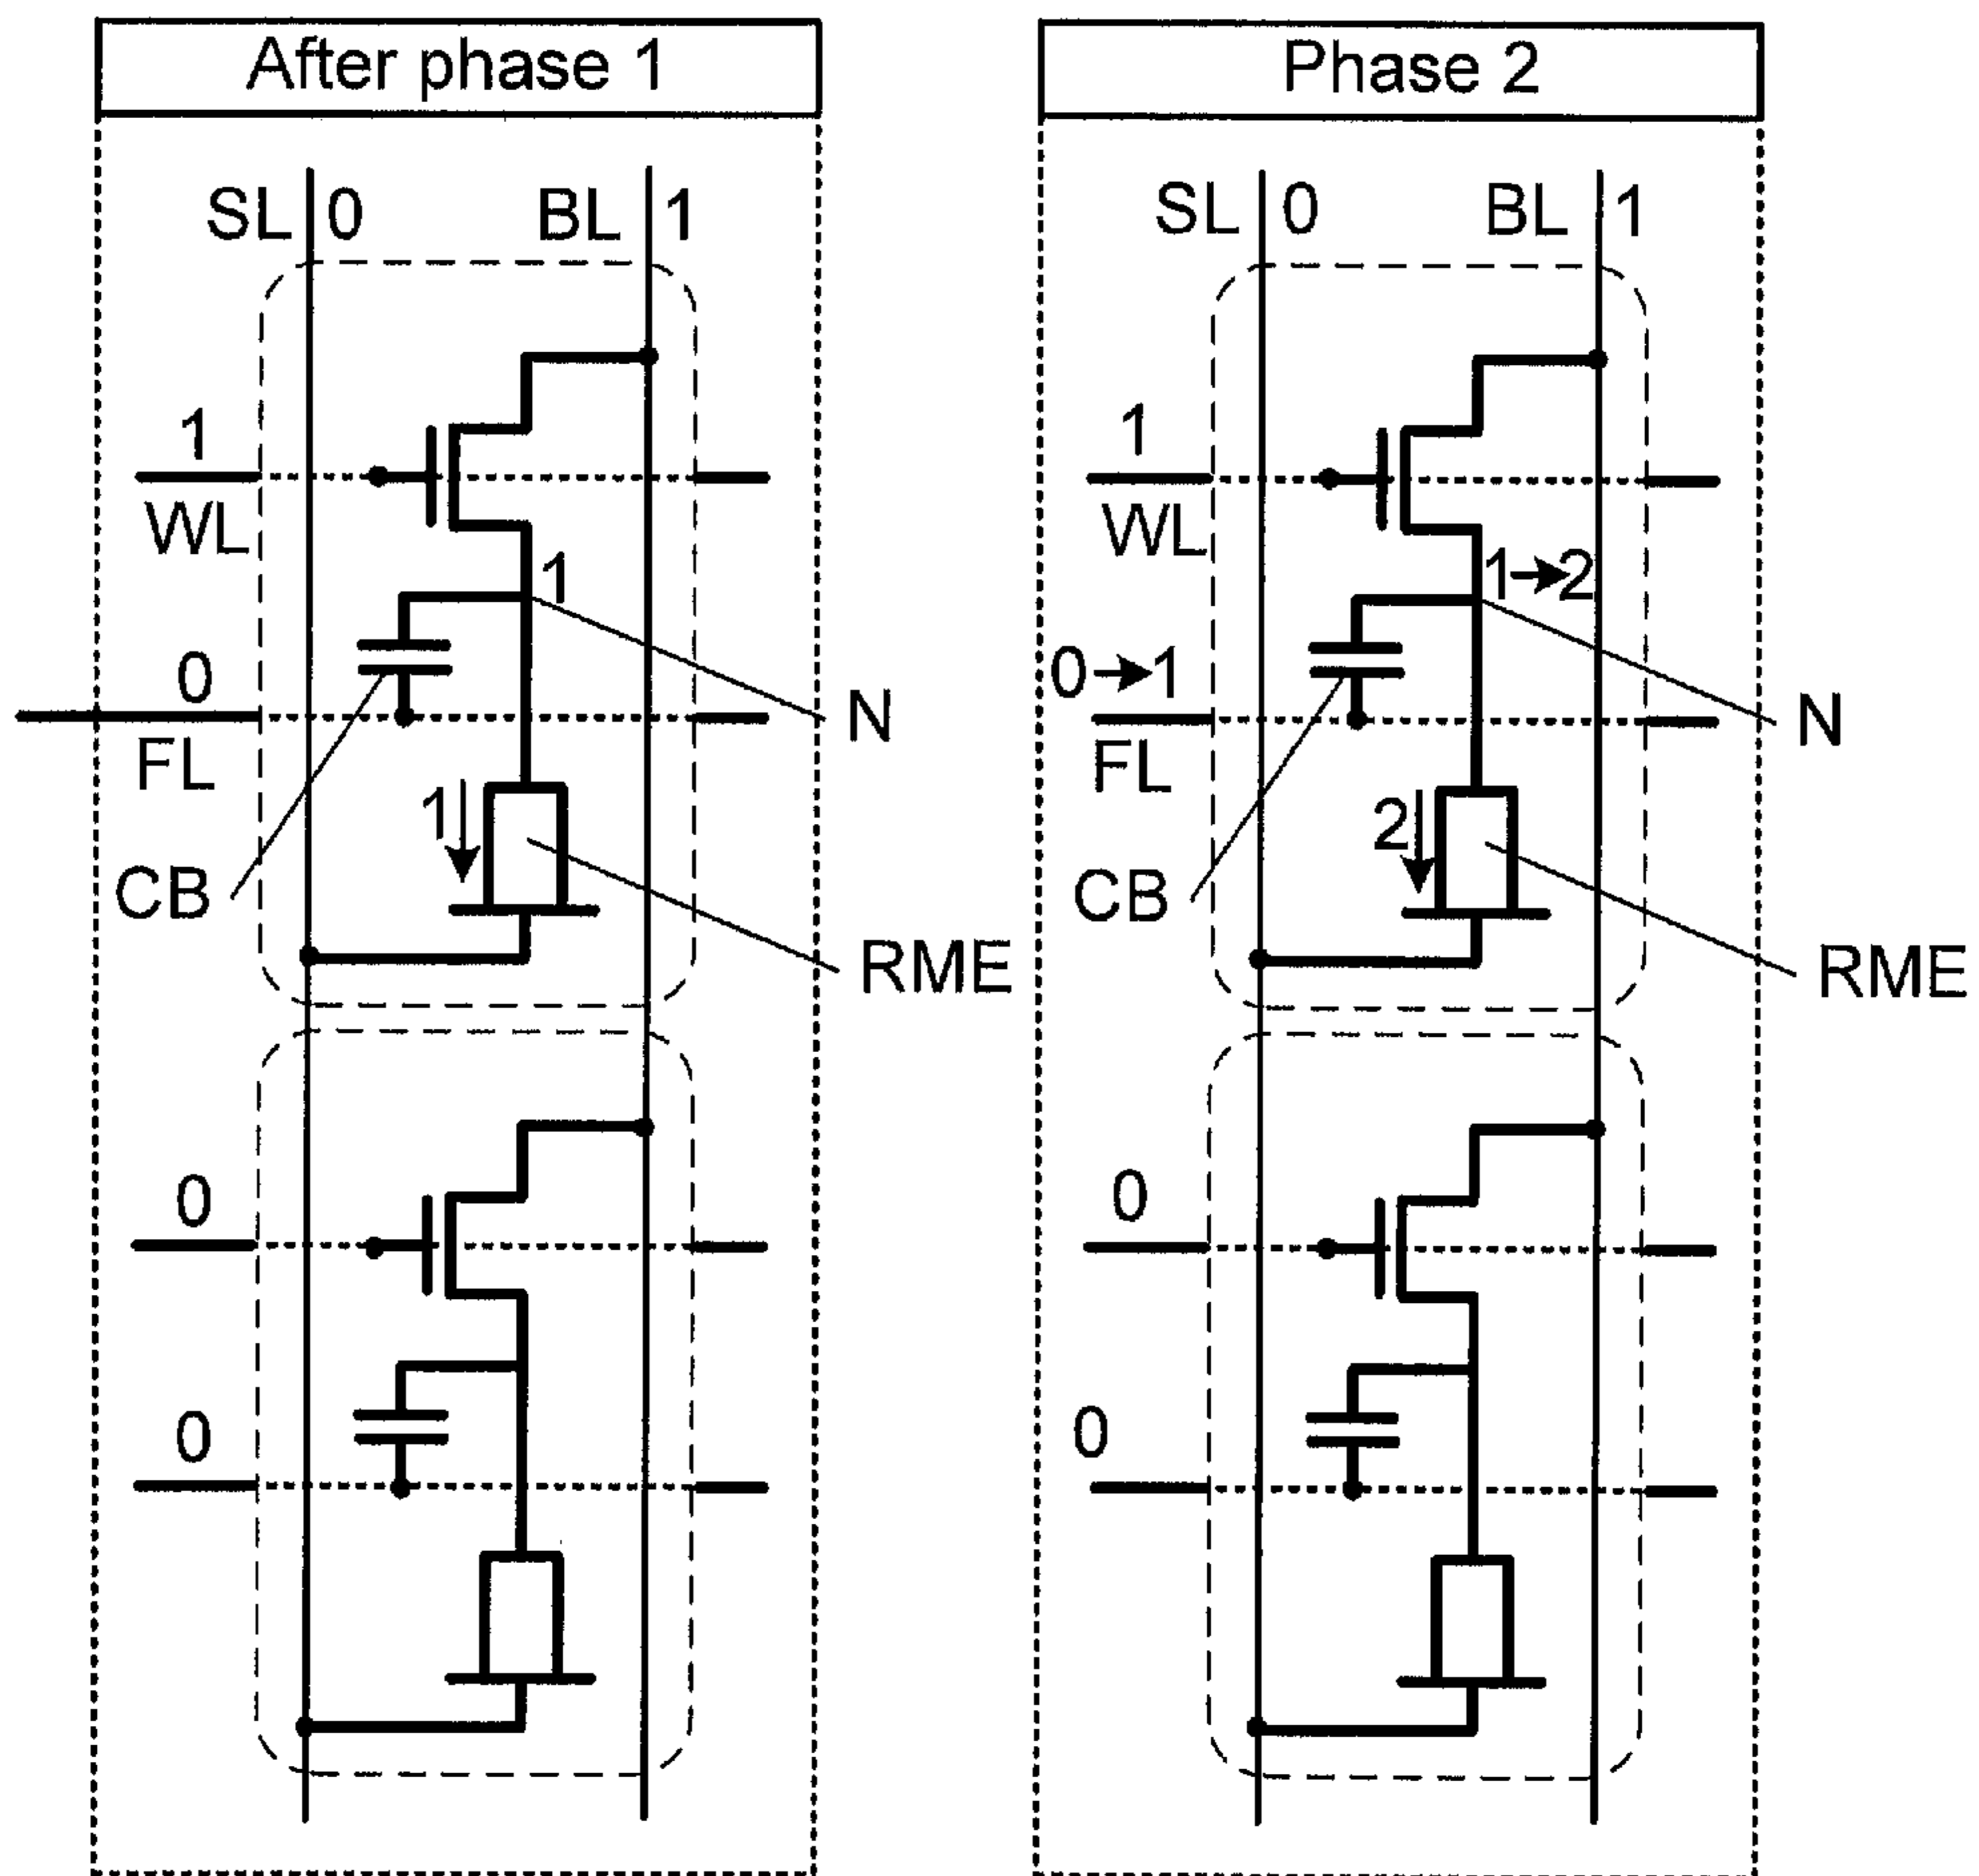 After phase 1
SL 0 BL 1
1
WL
1
0
FL
N
1
CB
RME
0
0
Phase 2
SL 0 BL 1
1
WL
1→2
0→1
FL
N
2
CB
RME
0
0